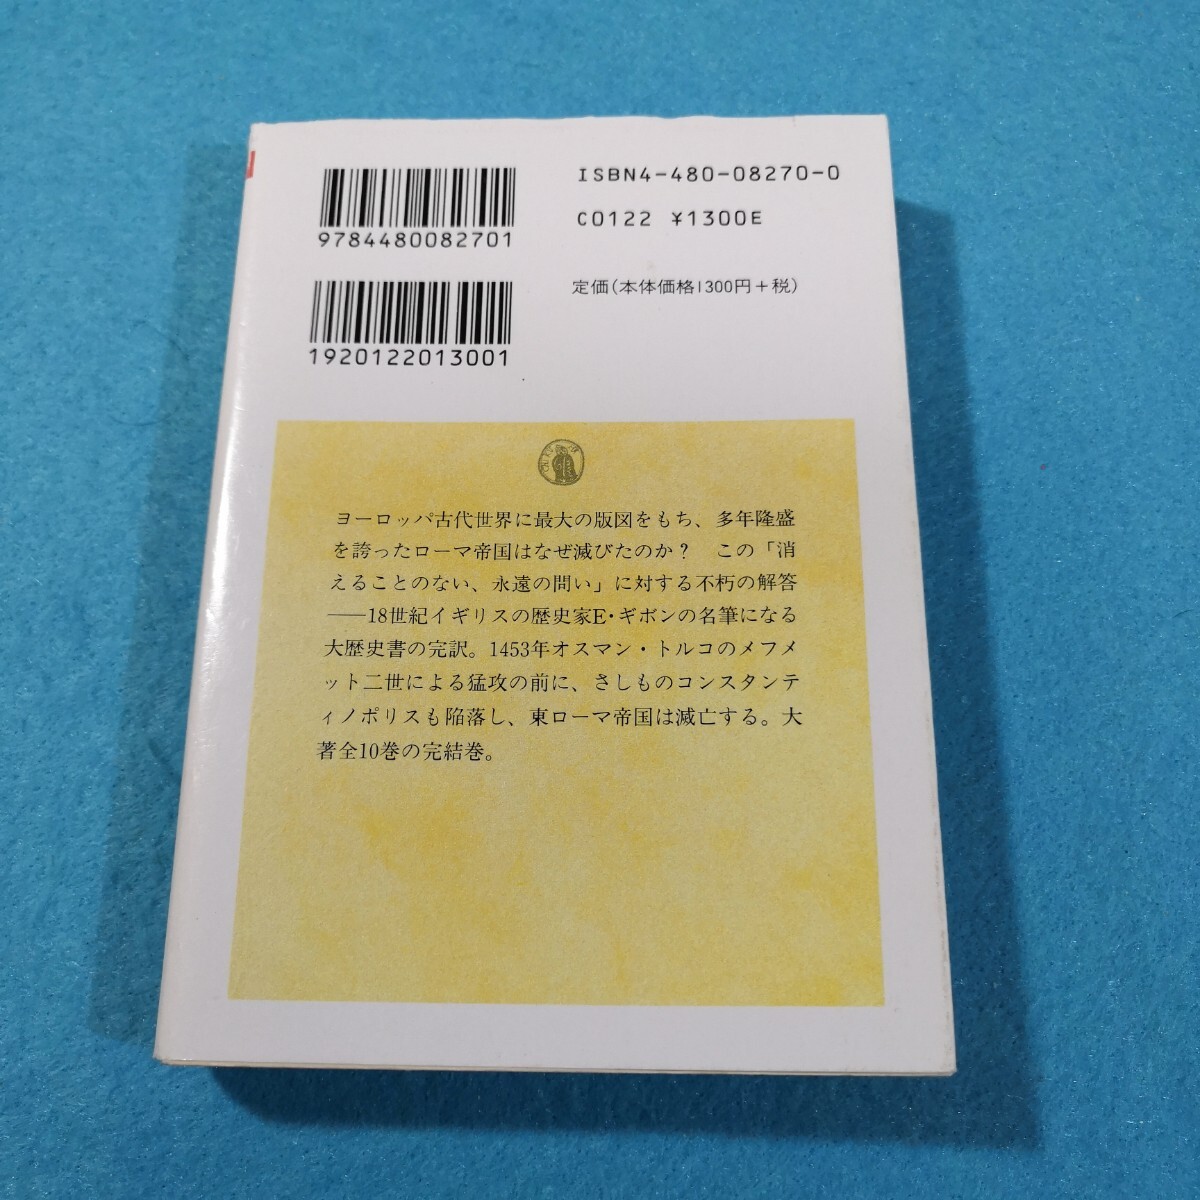 9784480082701
1920122013001
ISBN4-480-08270-0
C0122 ¥1300E
定価(本体価格1300円+税)
ヨーロッパ古代世界に最大の版図をもち、多年隆盛
を誇ったローマ帝国はなぜ滅びたのか? この「消
えることのない、永遠の問い」に対する不朽の解答
――18世紀イギリスの歴史家E・ギボンの名筆になる
大歴史書の完訳。1453年オスマン・トルコのメフメ
ット二世による猛攻の前に、さしものコンスタンテ
ィノポリスも陥落し、東ローマ帝国は滅亡する。大
著全10巻の完結巻。